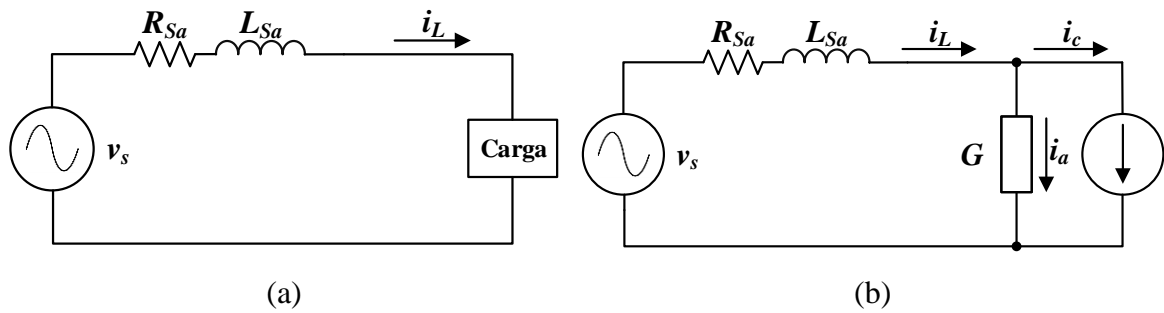 R_Sa L_Sa i_L
v_s
Carga
(a)
R_Sa L_Sa i_L i_c
v_s
G i_a
(b)